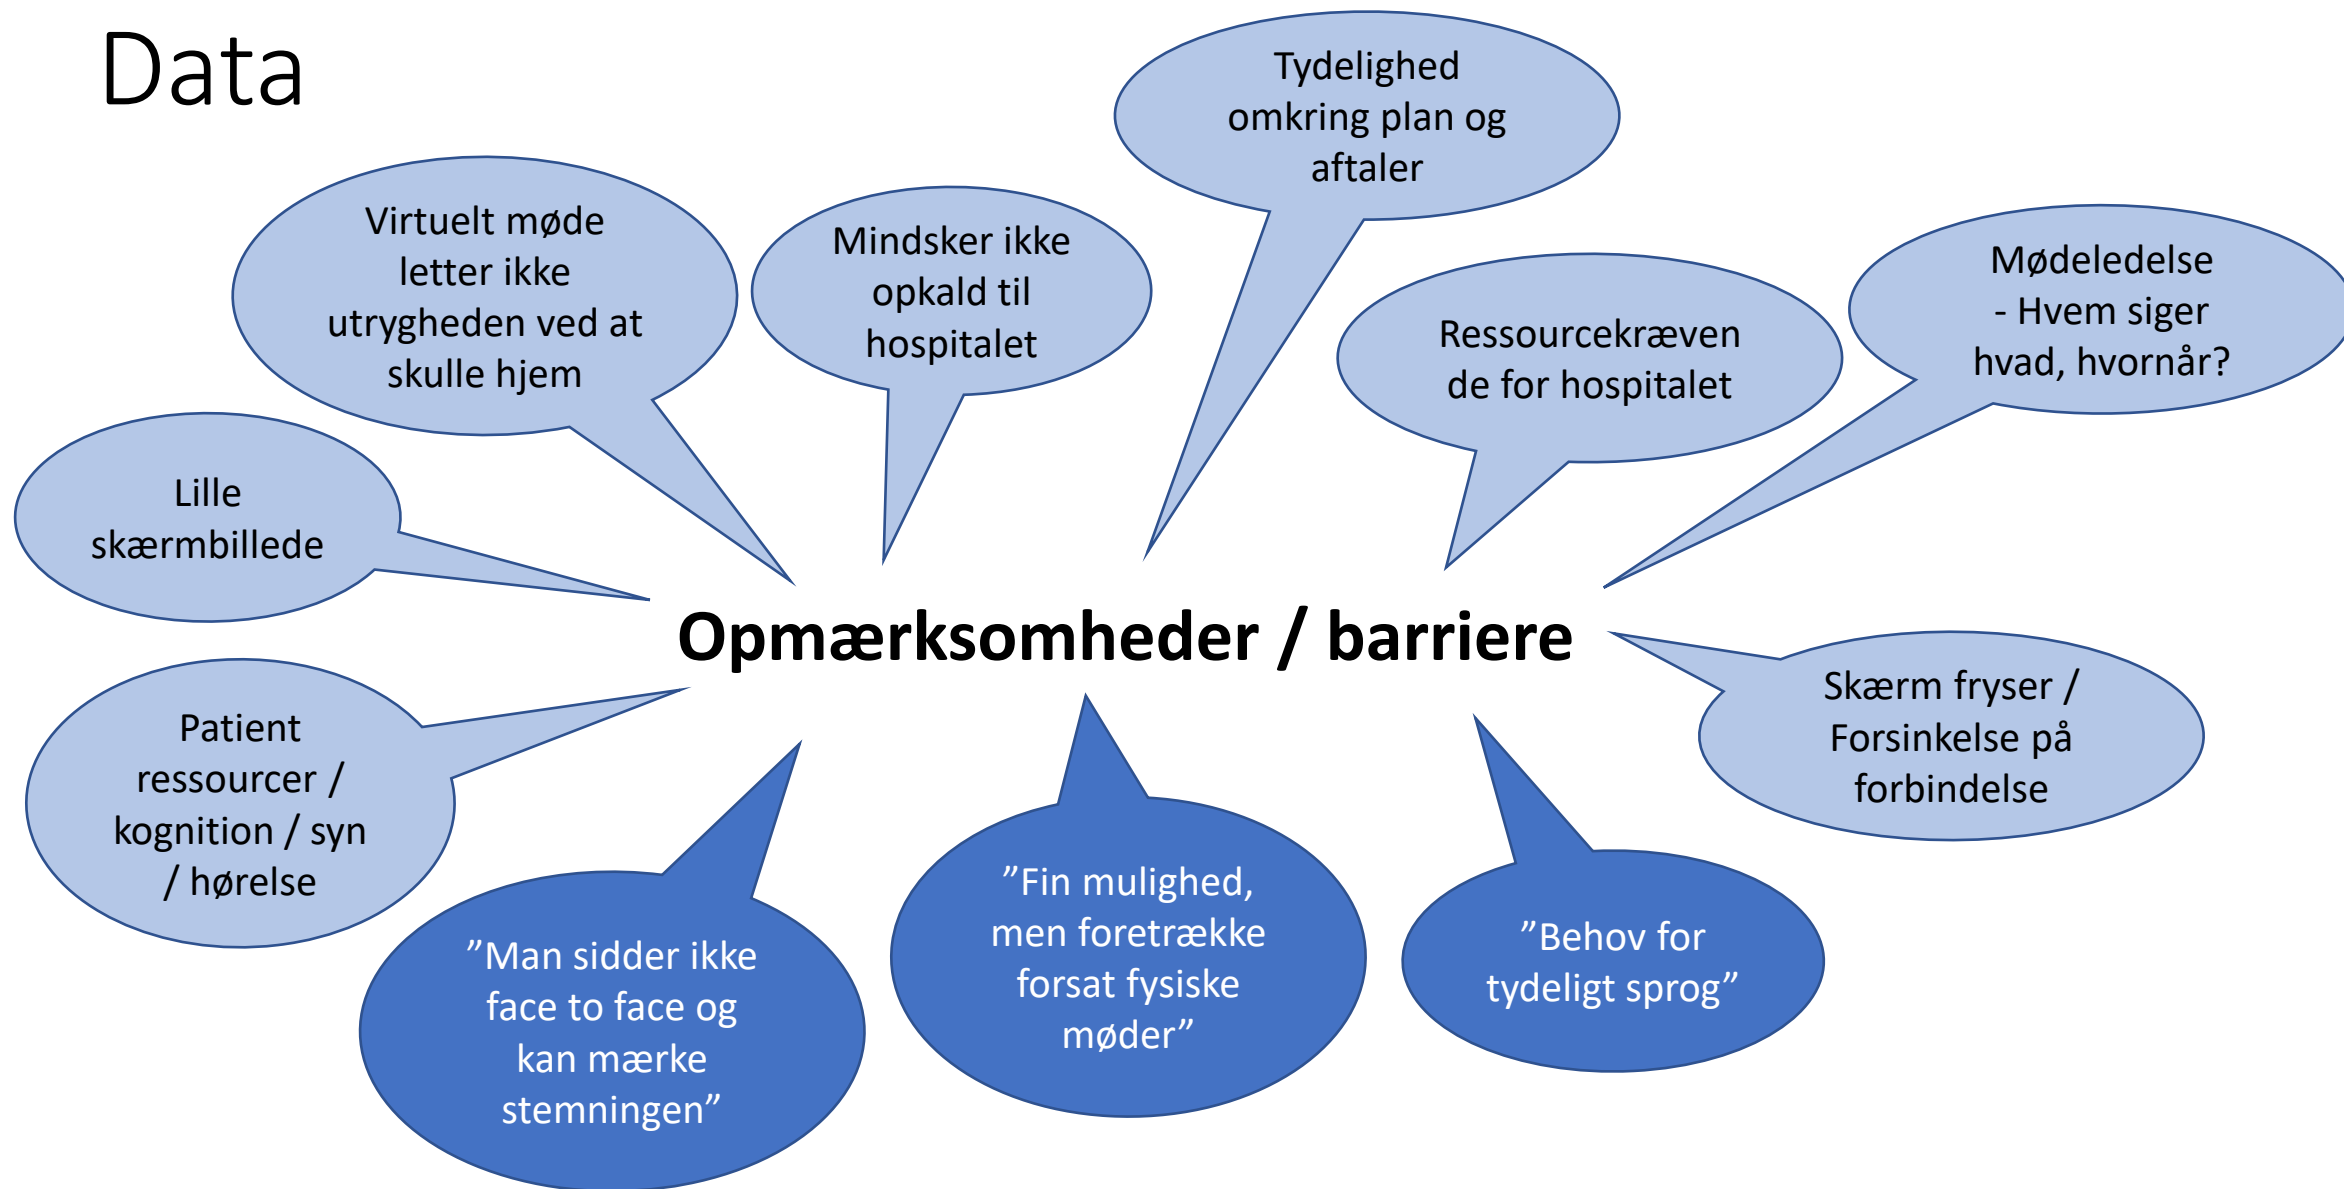 Data
Tydelighed
omkring plan og
aftaler
Virtuelt møde
letter ikke
utrygheden ved at
skulle hjem
Mindsker ikke
opkald til
hospitalet
Ressourcekræven
de for hospitalet
Mødeledelse
- Hvem siger
hvad, hvornår?
Lille
skærmbillede
Opmærksomheder / barriere
Patient
ressourcer /
kognition / syn
/ hørelse
Skærm fryser /
Forsinkelse på
forbindelse
”Man sidder ikke
face to face og
kan mærke
stemningen”
”Fin mulighed,
men foretrække
forsat fysiske
møder”
”Behov for
tydeligt sprog”